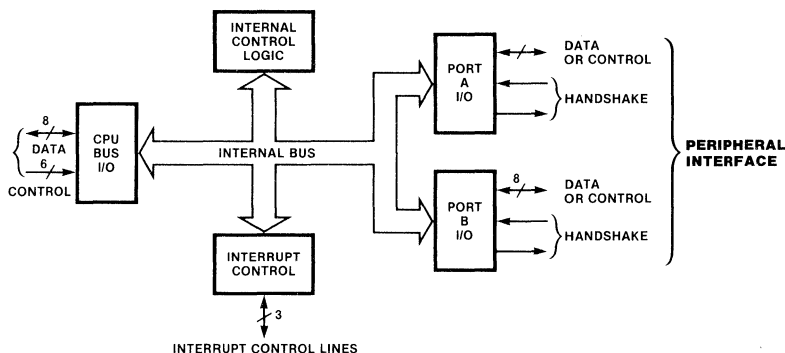 INTERNAL
CONTROL
LOGIC
8
DATA
6
CONTROL
CPU
BUS
I/O
INTERNAL BUS
INTERRUPT
CONTROL
3
INTERRUPT CONTROL LINES
PORT
A
I/O
DATA
OR CONTROL
HANDSHAKE
PORT
B
I/O
8
DATA
OR CONTROL
HANDSHAKE
PERIPHERAL
INTERFACE